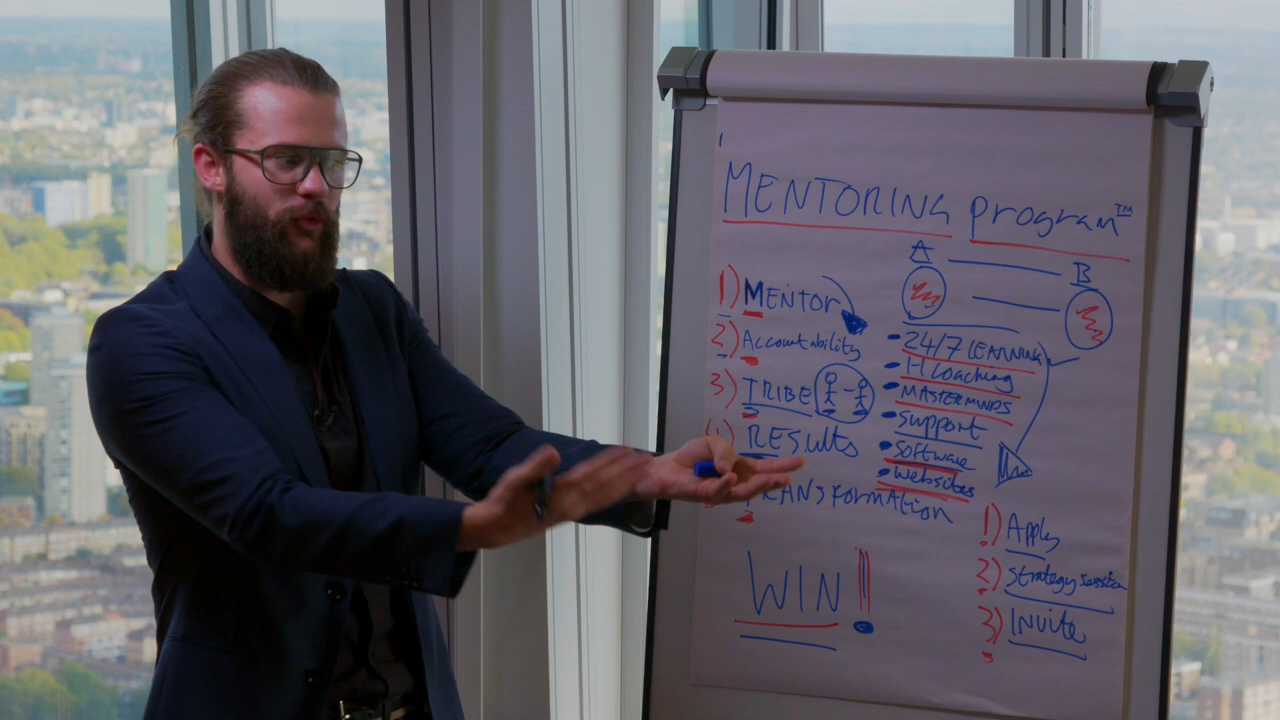 MENTORING program™
A
B
1) MENTOR
2) Accountability
3) TRIBE
4) RESults
TRANSformation
• 24/7 LEARNING
• 1-1 Coaching
• MASTERMINDS
• Support
• Software
• Websites
WIN!
1) Apply
2) Strategy session
3) Invite